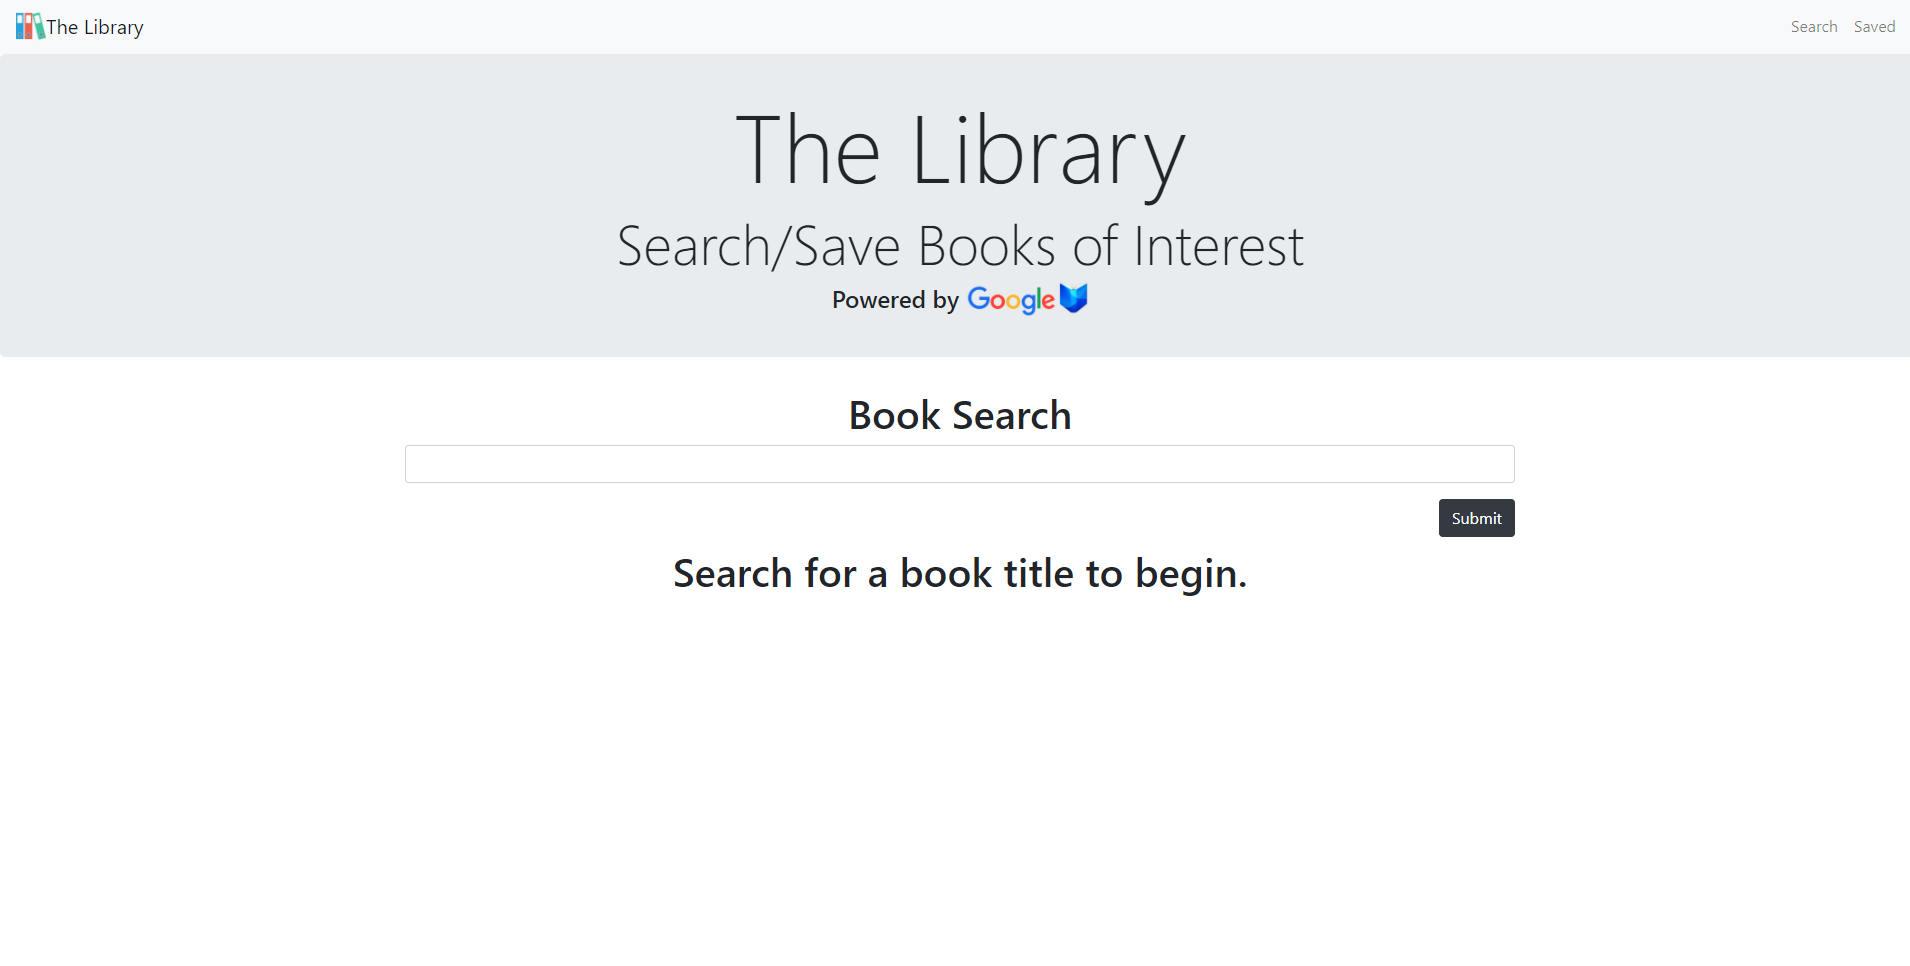 The Library
Search Saved
The Library
Search/Save Books of Interest
Powered by Google
Book Search
Submit
Search for a book title to begin.